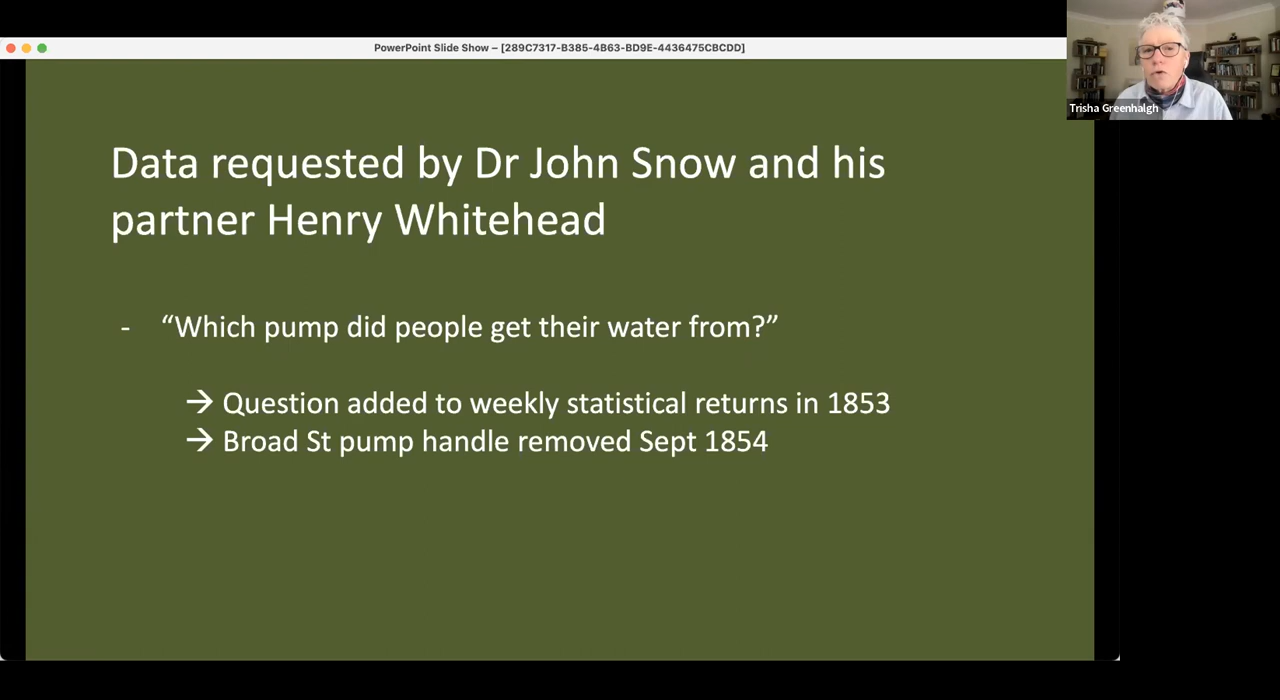 PowerPoint Slide Show – [289C7317-B385-4B63-BD9E-4436475CBCDD]
Trisha Greenhalgh
Data requested by Dr John Snow and his
partner Henry Whitehead
- “Which pump did people get their water from?”
→ Question added to weekly statistical returns in 1853
→ Broad St pump handle removed Sept 1854